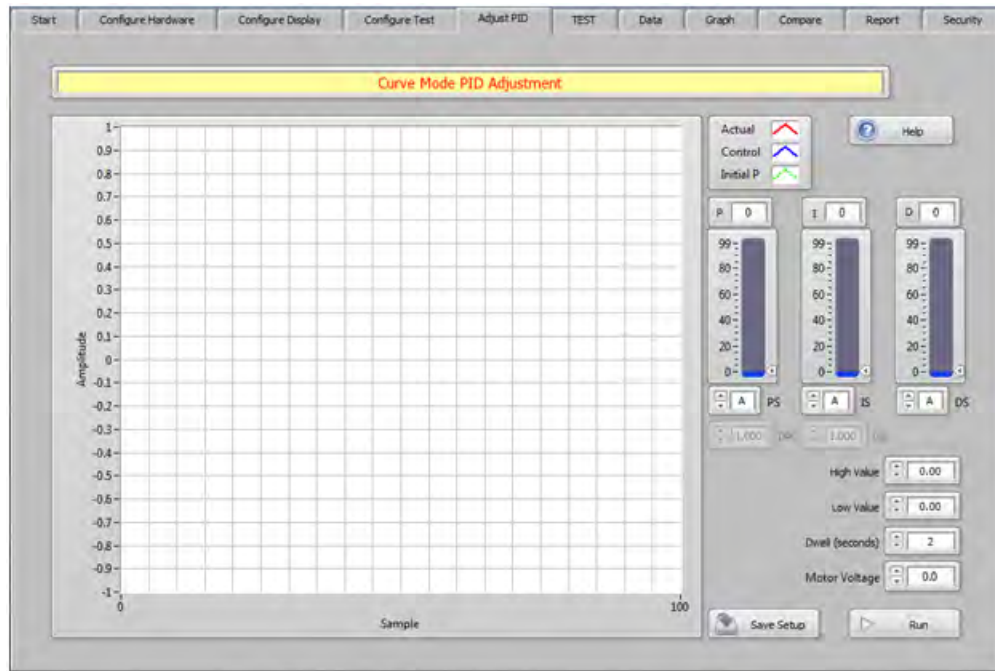 Start Configure Hardware Configure Display Configure Test Adjust PID TEST Data Graph Compare Report Security
Curve Mode PID Adjustment
Actual
Control
Initial P
Help
P 0 I 0 D 0
99 99 99
80 80 80
60 60 60
40 40 40
20 20 20
0 0 0
A PS A IS A DS
1.000 1.000
High Value 0.00
Low Value 0.00
Dwell (seconds) 2
Motor Voltage 0.0
Save Setup Run
Amplitude
1
0.9
0.8
0.7
0.6
0.5
0.4
0.3
0.2
0.1
0
-0.1
-0.2
-0.3
-0.4
-0.5
-0.6
-0.7
-0.8
-0.9
-1
0 100
Sample